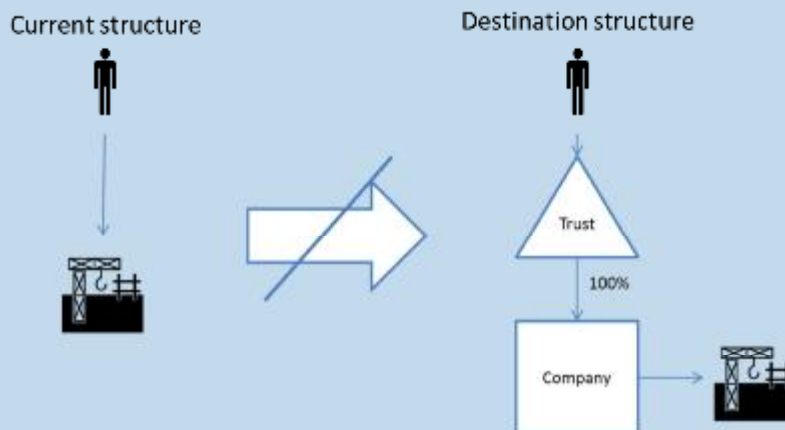 Current structure
Destination structure
Trust
100%
Company